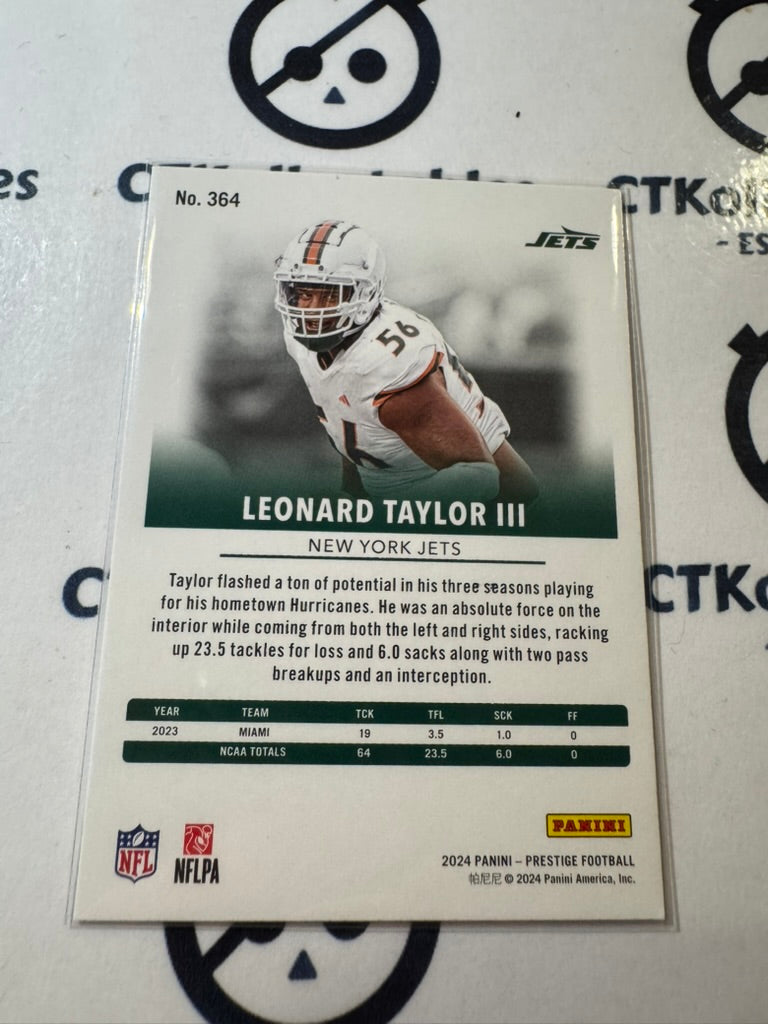 es
CTKollectables
CTKol
- ES
No. 364
JETS
56
LEONARD TAYLOR III
NEW YORK JETS
Taylor flashed a ton of potential in his three seasons playing
for his hometown Hurricanes. He was an absolute force on the
interior while coming from both the left and right sides, racking
up 23.5 tackles for loss and 6.0 sacks along with two pass
breakups and an interception.
CTKo
YEAR TEAM TCK TFL SCK FF
2023 MIAMI 19 3.5 1.0 0
NCAA TOTALS 64 23.5 6.0 0
PANINI
NFL
NFLPA
2024 PANINI – PRESTIGE FOOTBALL
帕尼尼 © 2024 Panini America, Inc.